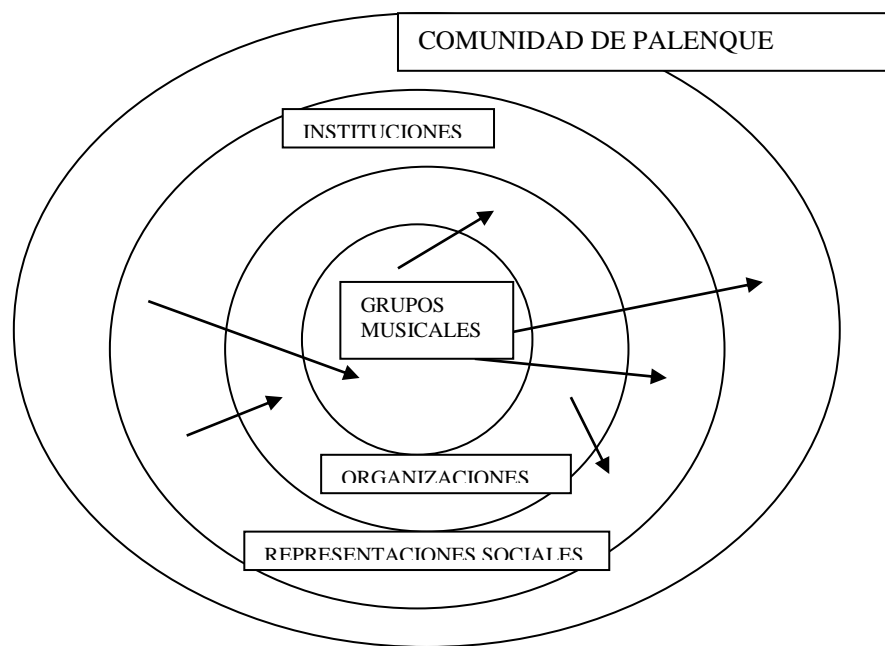 COMUNIDAD DE PALENQUE
INSTITUCIONES
GRUPOS
MUSICALES
ORGANIZACIONES
REPRESENTACIONES SOCIALES